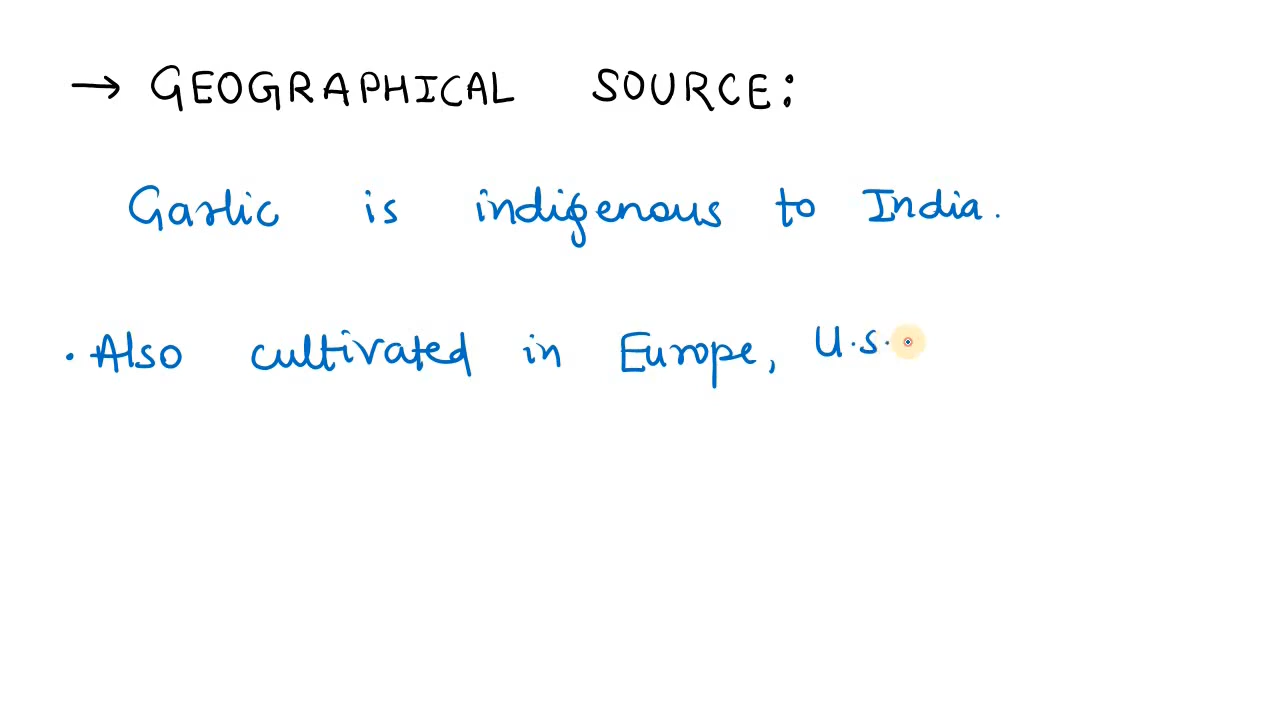 → GEOGRAPHICAL SOURCE:
Garlic is indigenous to India.
· Also cultivated in Europe, U.S.